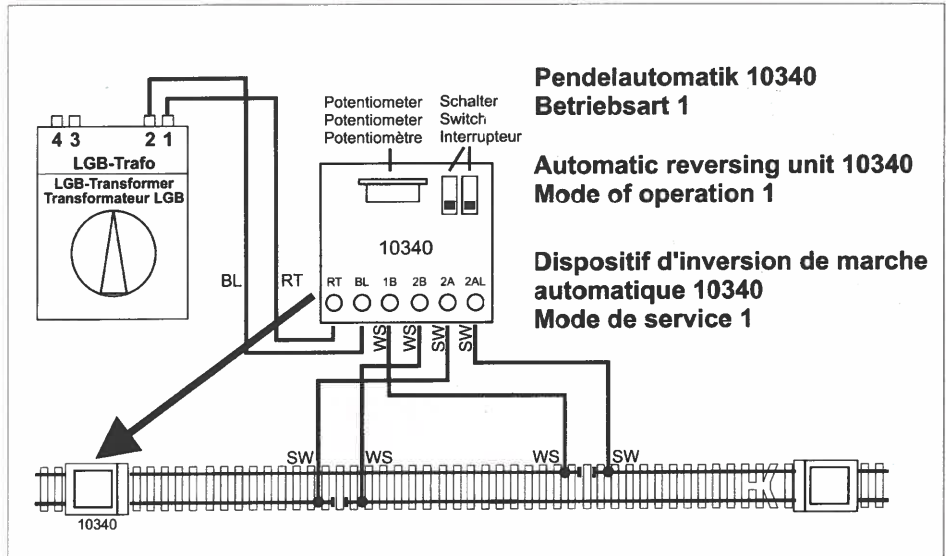 Pendelautomatik 10340
Betriebsart 1
Automatic reversing unit 10340
Mode of operation 1
Dispositif d'inversion de marche
automatique 10340
Mode de service 1
4 3 2 1
LGB-Trafo
LGB-Transformer
Transformateur LGB
Potentiometer
Potentiometer
Potentiomètre
Schalter
Switch
Interrupteur
10340
BL RT
RT BL 1B 2B 2A 2AL
WS WS SW SW
SW WS WS SW
10340